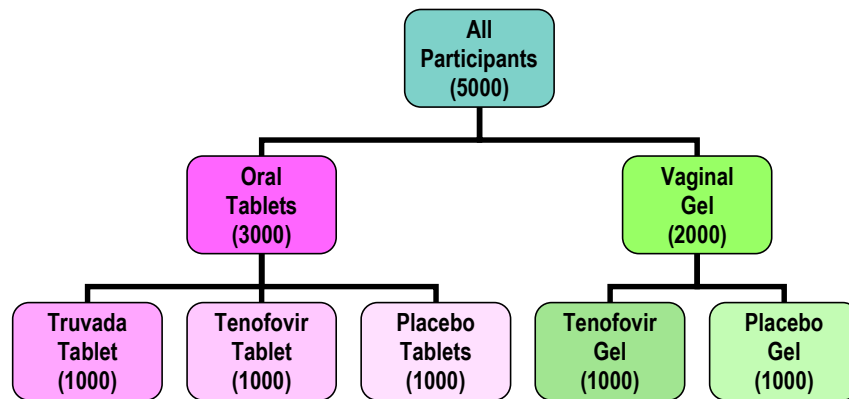 All
Participants
(5000)
Oral
Tablets
(3000)
Vaginal
Gel
(2000)
Truvada
Tablet
(1000)
Tenofovir
Tablet
(1000)
Placebo
Tablets
(1000)
Tenofovir
Gel
(1000)
Placebo
Gel
(1000)